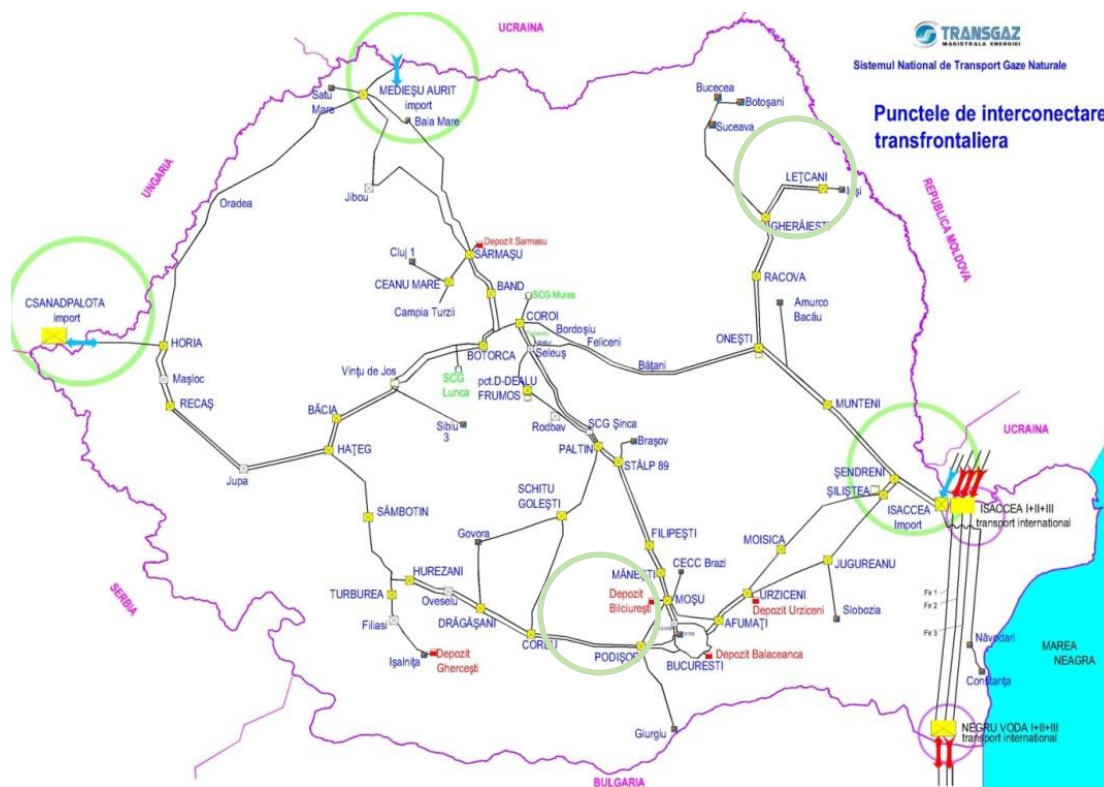 UCRAINA
TRANSGAZ
MAGISTRALA ENERGIEI
Sistemul National de Transport Gaze Naturale
Punctele de interconectare
transfrontaliera
MEDIEŞU AURIT
import
Satu
Mare
Baia Mare
Bucecea
Botoşani
Suceava
LEŢCANI
Iaşi
GHERĂIEŞTI
UNGARIA
Oradea
Jibou
REPUBLICA MOLDOVA
Depozit Sarmasu
SĂRMAŞU
Cluj 1
CEANU MARE
Campia Turzii
BAND
RACOVA
Amurco
Bacău
CSANADPALOTA
import
SCG Mures
COROI
Bordoşiu
Feliceni
Seleuş
BOTORCA
ONEŞTI
Băţani
HORIA
Maşloc
RECAŞ
Vinţu de Jos
SCG
Lunca
pct.D-DEALU
FRUMOS
BĂCIA
Sibiu
3
Rodbav
SCG Şinca
PALTIN
Braşov
STÂLP 89
MUNTENI
HAŢEG
Jupa
UCRAINA
ŞENDRENI
ŞILIŞTEA
ISACCEA
Import
ISACCEA I+II+III
transport international
SCHITU
GOLEŞTI
SÂMBOTIN
Govora
FILIPEŞTI
MOISICA
JUGUREANU
CECC Brazi
MĂNEŞTI
HUREZANI
TURBUREA
Oveselu
SERBIA
Depozit
Bilciureşti
MOŞU
URZICENI
Depozit Urziceni
Slobozia
Fir 1
Fir 2
Fir 3
Filiasi
DRĂGĂŞANI
CORBU
AFUMAŢI
PODIŞOR
BUCURESTI
Depozit Balaceanca
Işalniţa
Depozit
Gherceşti
Năvodari
Constanţa
MAREA
NEAGRA
Giurgiu
NEGRU VODA I+II+III
transport international
BULGARIA